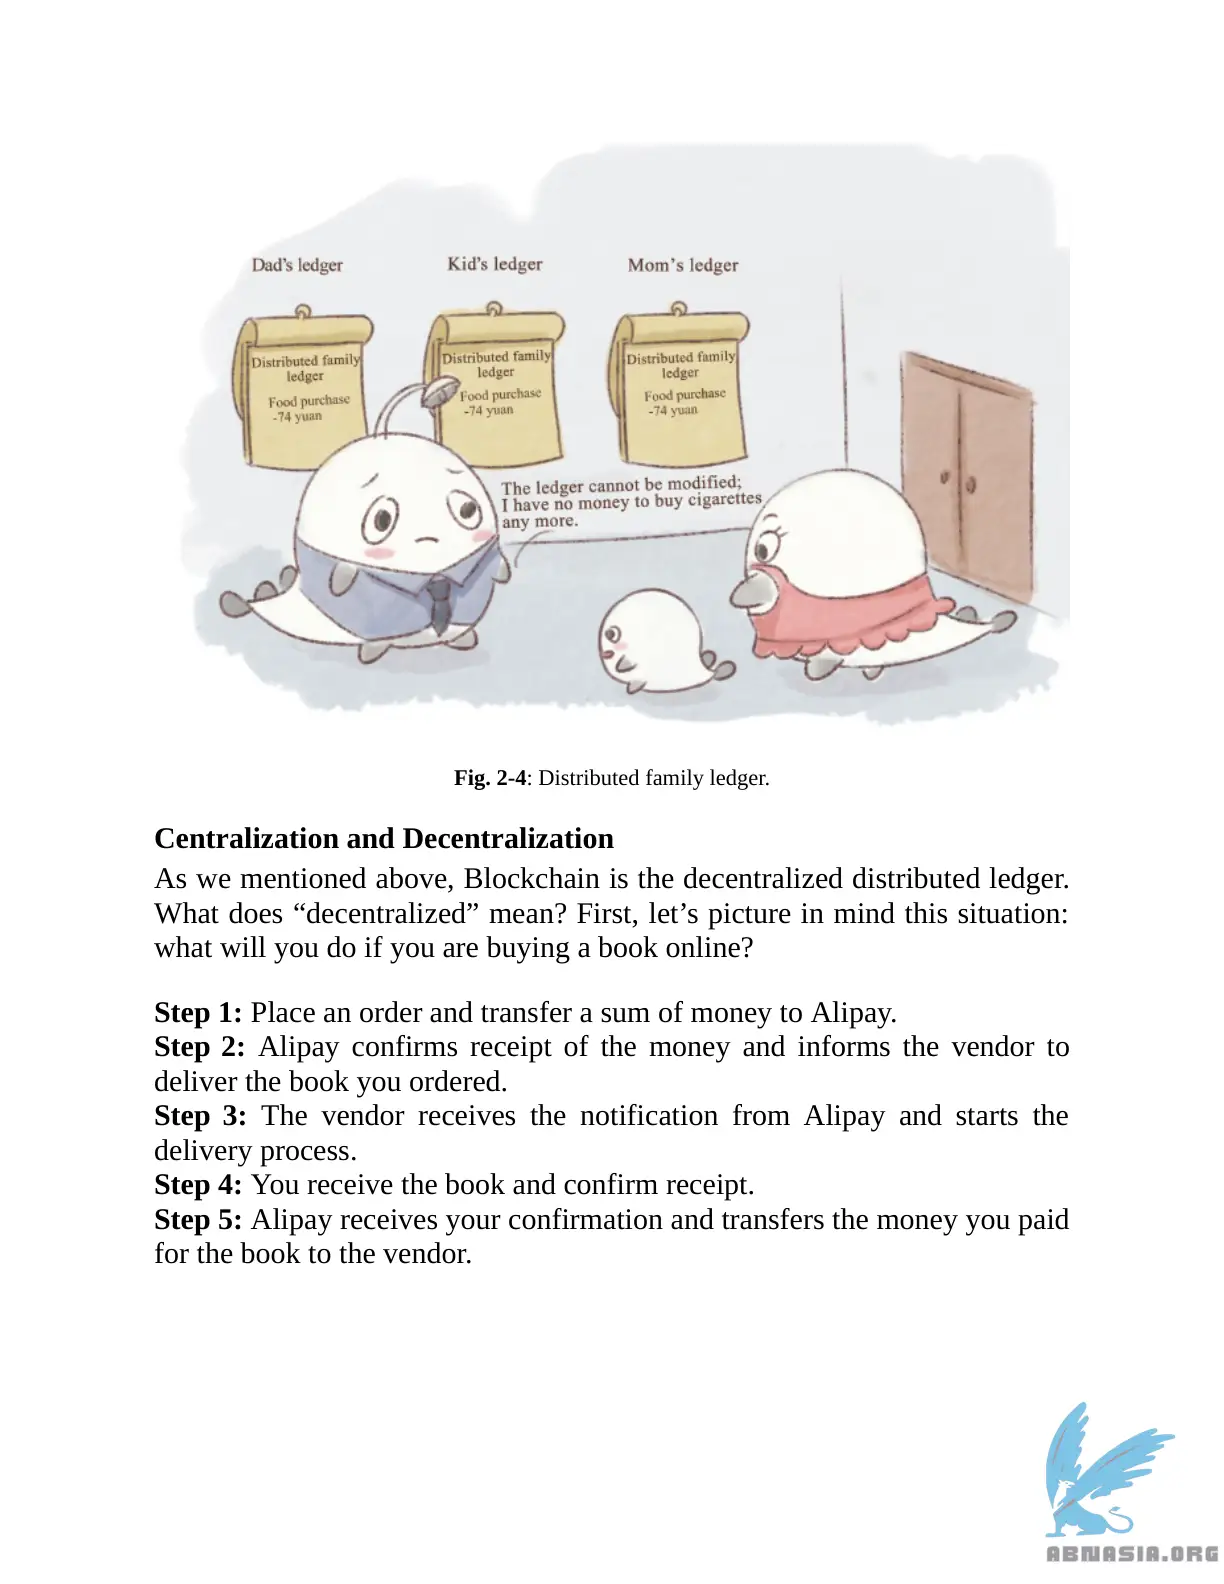 Dad's ledger
Kid's ledger
Mom's ledger
Distributed family
ledger
Food purchase
-74 yuan
Distributed family
ledger
Food purchase
-74 yuan
Distributed family
ledger
Food purchase
-74 yuan
The ledger cannot be modified;
I have no money to buy cigarettes
any more.
Fig. 2-4: Distributed family ledger.
Centralization and Decentralization
As we mentioned above, Blockchain is the decentralized distributed ledger.
What does “decentralized” mean? First, let’s picture in mind this situation:
what will you do if you are buying a book online?
Step 1: Place an order and transfer a sum of money to Alipay.
Step 2: Alipay confirms receipt of the money and informs the vendor to
deliver the book you ordered.
Step 3: The vendor receives the notification from Alipay and starts the
delivery process.
Step 4: You receive the book and confirm receipt.
Step 5: Alipay receives your confirmation and transfers the money you paid
for the book to the vendor.
ABNASIA.ORG